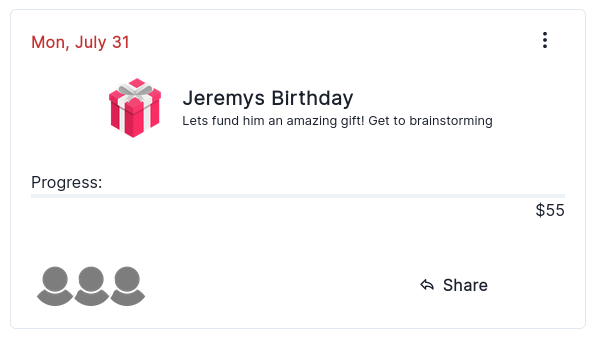 Mon, July 31
Jeremys Birthday
Lets fund him an amazing gift! Get to brainstorming
Progress:
$55
Share